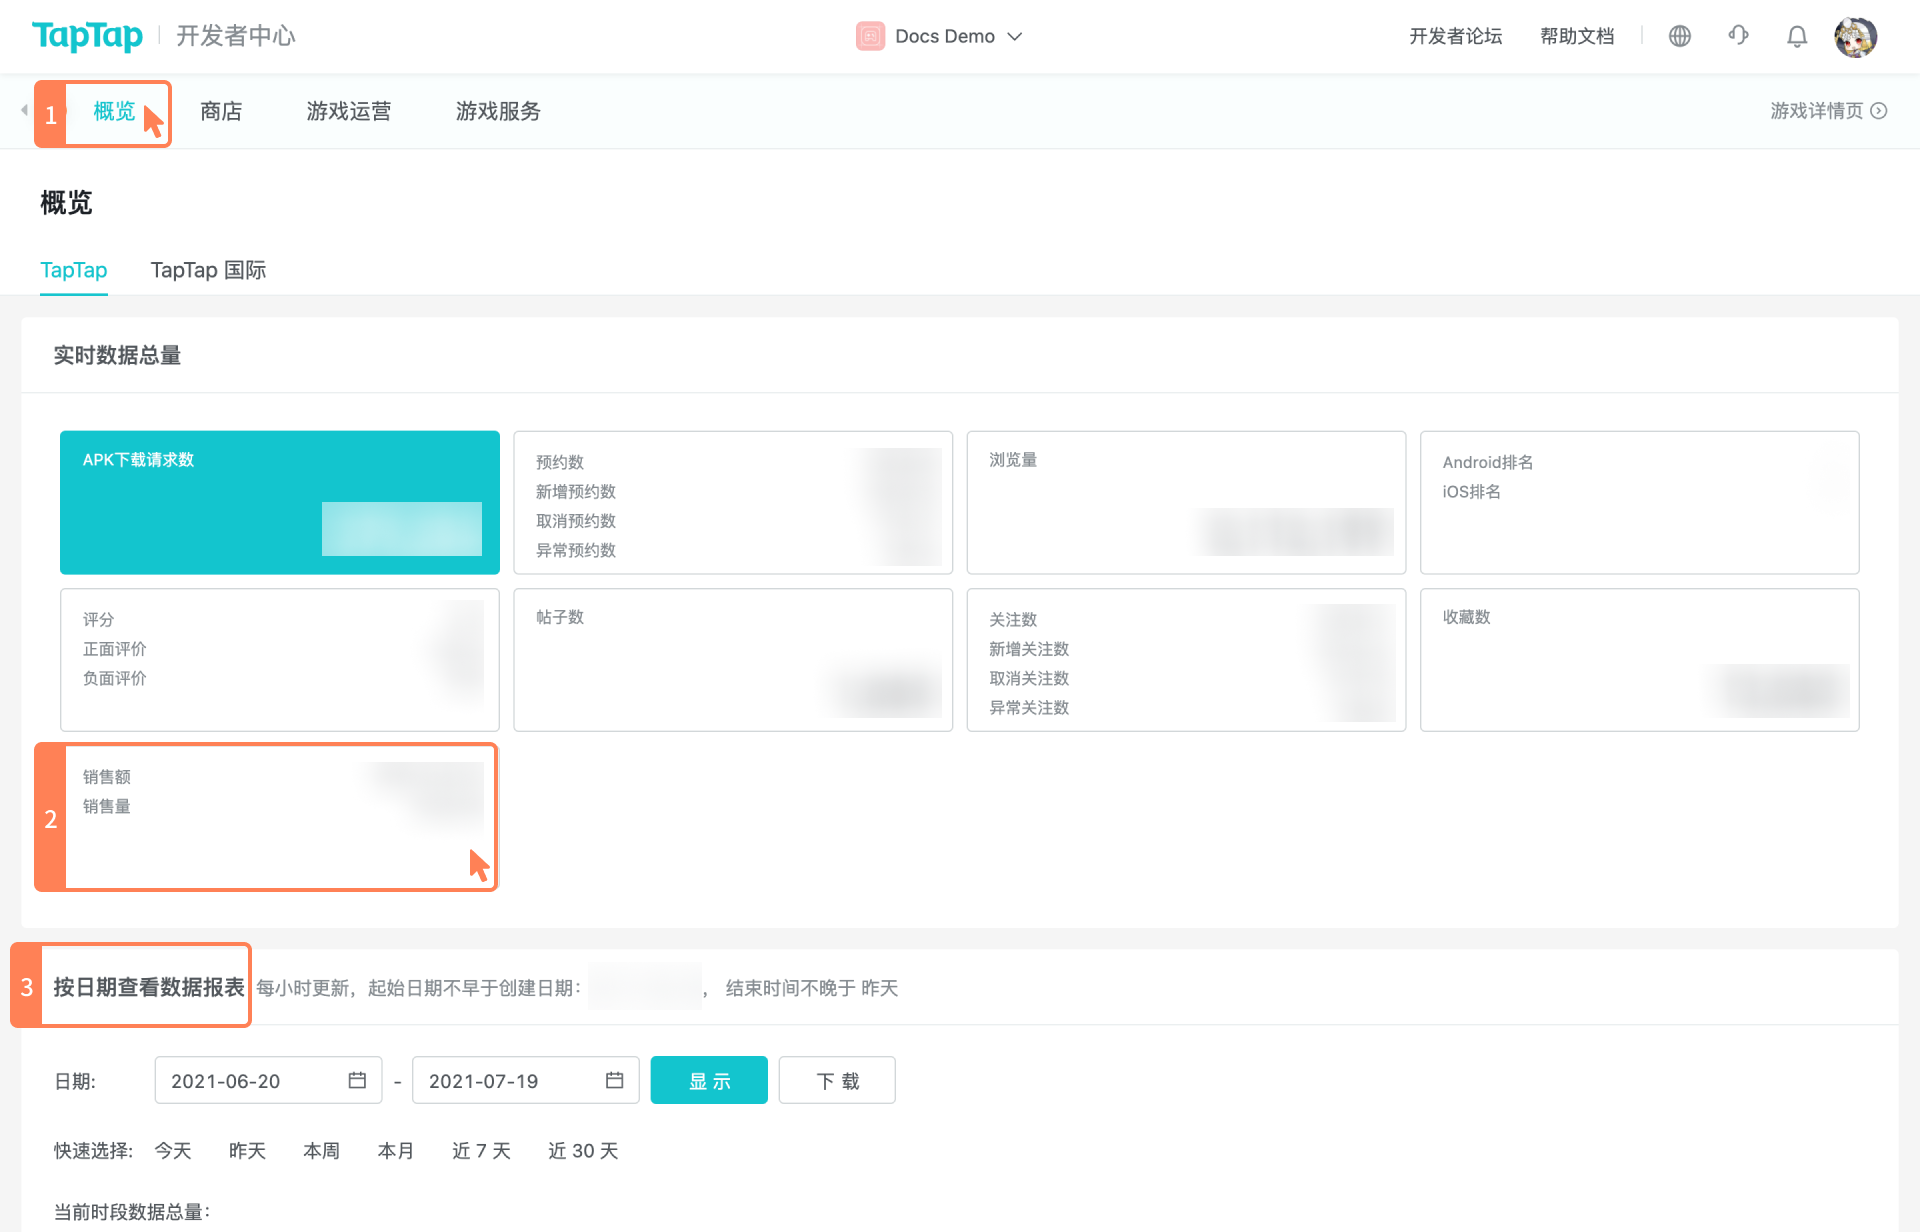 TapTap 开发者中心 Docs Demo 开发者论坛 帮助文档
1 概览 商店 游戏运营 游戏服务 游戏详情页
概览
TapTap TapTap 国际
实时数据总量
APK下载请求数
预约数
新增预约数
取消预约数
异常预约数
浏览量
Android排名
iOS排名
评分
正面评价
负面评价
帖子数
关注数
新增关注数
取消关注数
异常关注数
收藏数
2
销售额
销售量
3 按日期查看数据报表 每小时更新，起始日期不早于创建日期： ， 结束时间不晚于 昨天
日期: 2021-06-20 - 2021-07-19 显 示 下 载
快速选择: 今天 昨天 本周 本月 近 7 天 近 30 天
当前时段数据总量：